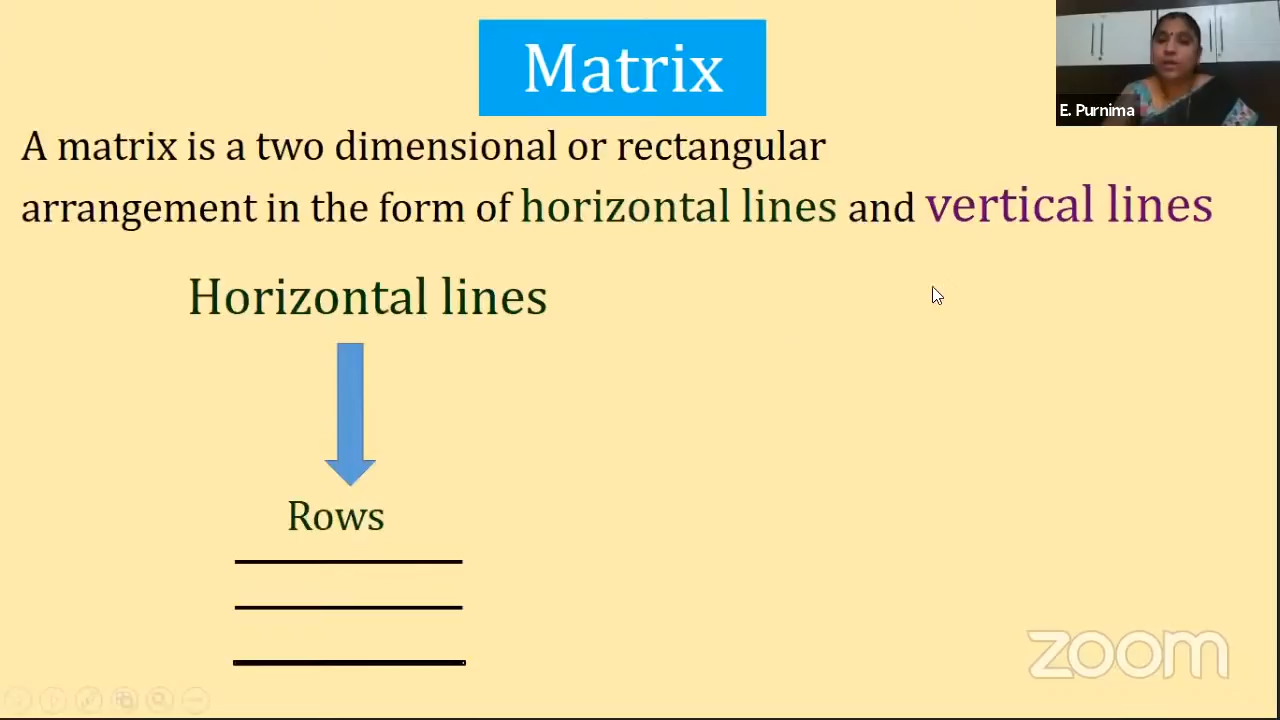 Matrix
E. Purnima
A matrix is a two dimensional or rectangular
arrangement in the form of horizontal lines and vertical lines
Horizontal lines
Rows
zoom